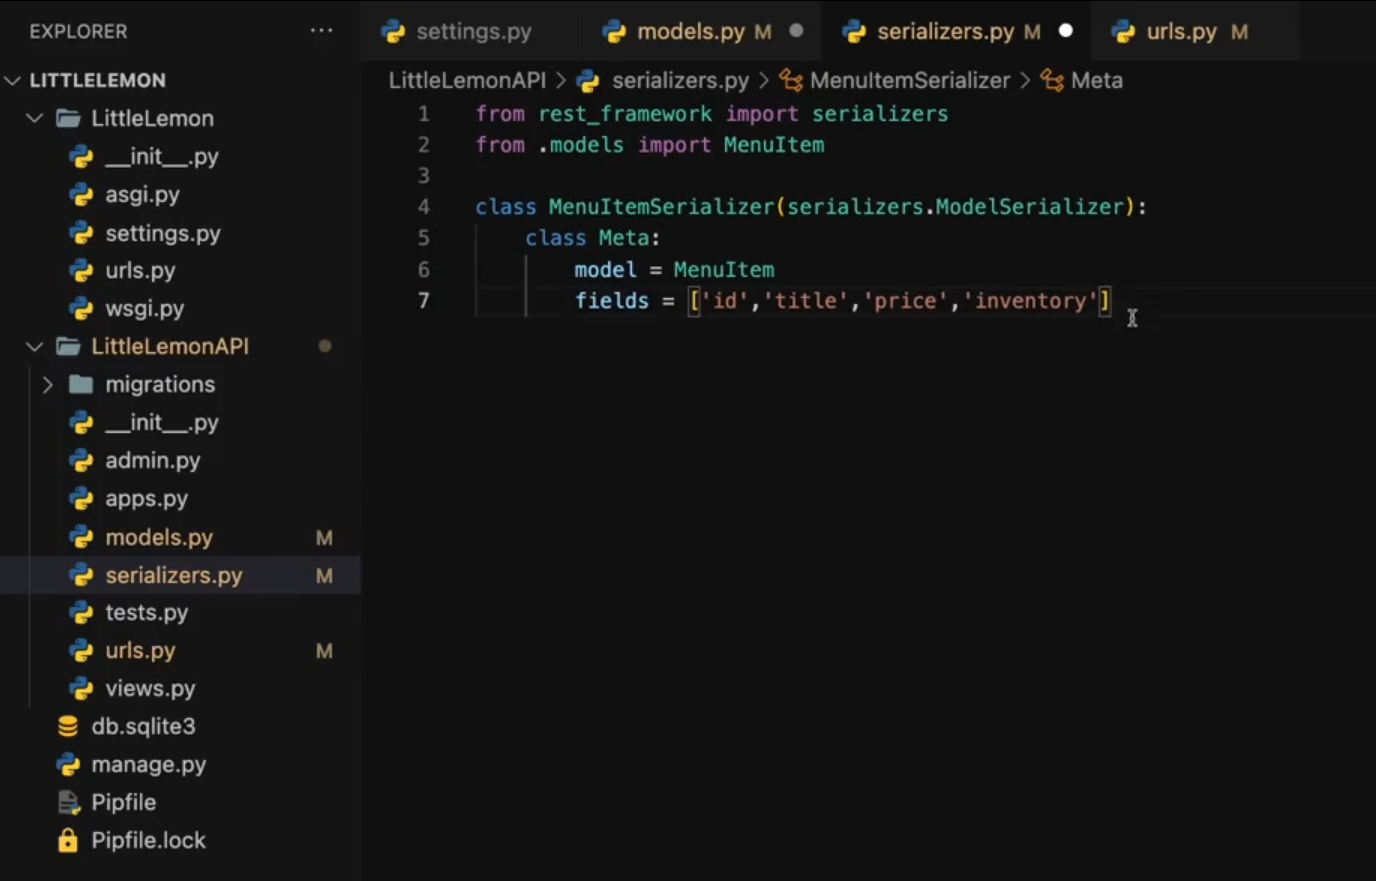 EXPLORER ...
settings.py models.py M serializers.py M urls.py M
LITTLELEMON
LittleLemonAPI > serializers.py > MenuItemSerializer > Meta
LittleLemon
__init__.py
asgi.py
settings.py
urls.py
wsgi.py
LittleLemonAPI
migrations
__init__.py
admin.py
apps.py
models.py M
serializers.py M
tests.py
urls.py M
views.py
db.sqlite3
manage.py
Pipfile
Pipfile.lock
1 from rest_framework import serializers
2 from .models import MenuItem
3
4 class MenuItemSerializer(serializers.ModelSerializer):
5     class Meta:
6         model = MenuItem
7         fields = ['id','title','price','inventory']